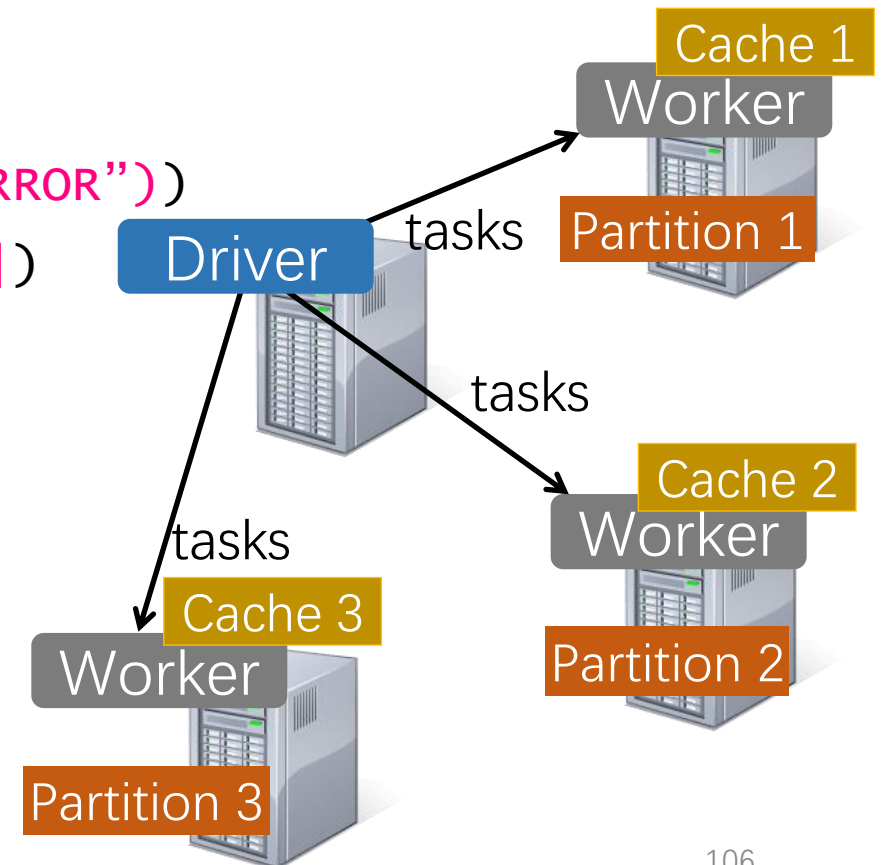 Cache 1
Worker
RROR”))
tasks
Partition 1
Driver
])
tasks
Cache 2
Worker
tasks
Cache 3
Worker
Partition 2
Partition 3
106